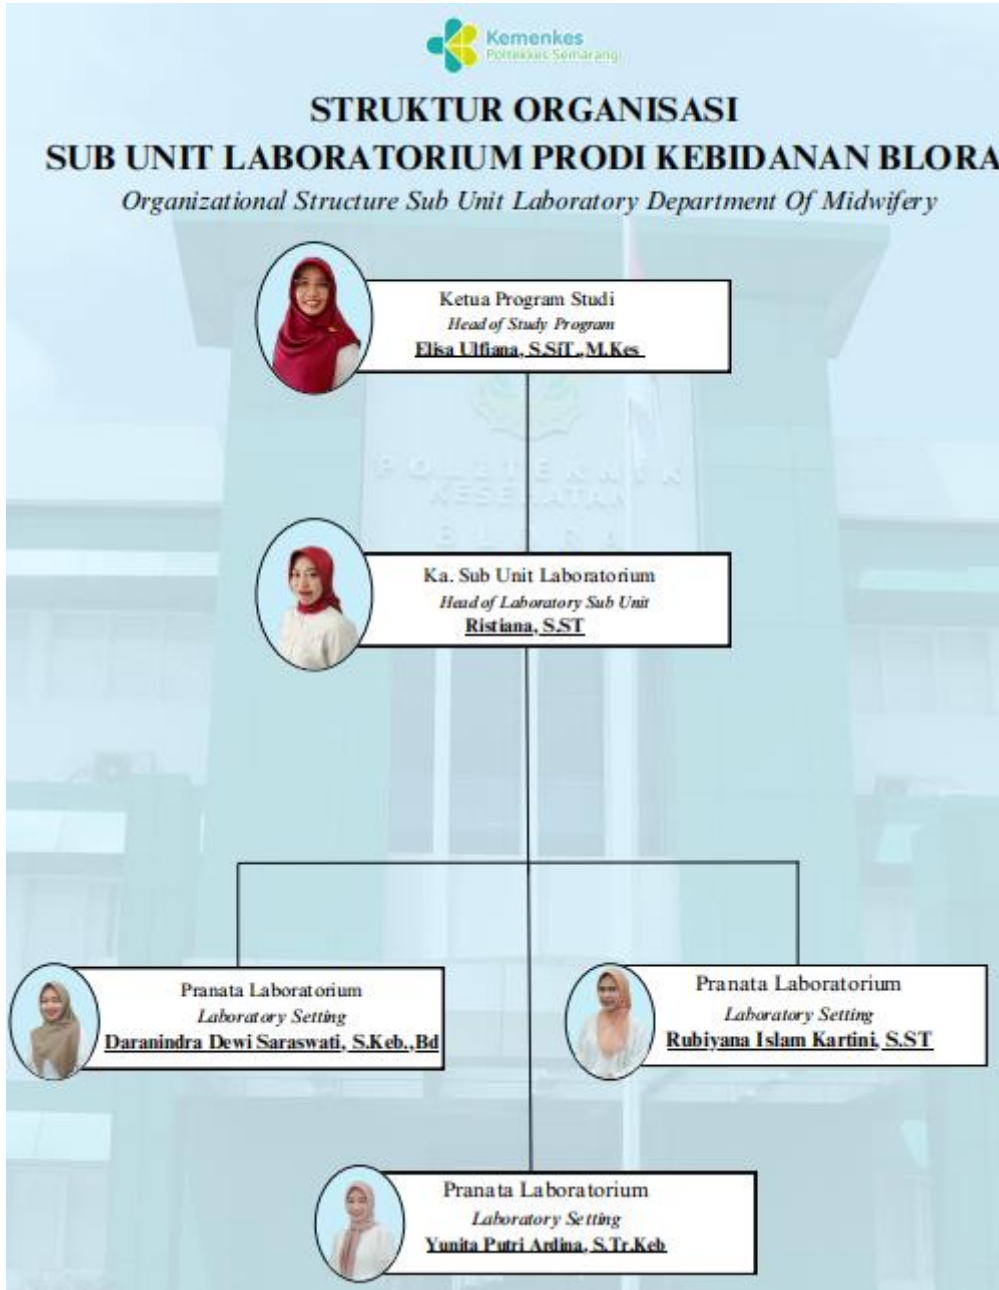 Kemenkes
Poltekkes Semarang
STRUKTUR ORGANISASI
SUB UNIT LABORATORIUM PRODI KEBIDANAN BLORA
Organizational Structure Sub Unit Laboratory Department Of Midwifery
Ketua Program Studi
Head of Study Program
Elisa Ulfiana, S.SiT., M.Kes
POLITEKNIK
KESEHATAN
BLORA
Ka. Sub Unit Laboratorium
Head of Laboratory Sub Unit
Ristiana, S.ST
Pranata Laboratorium
Laboratory Setting
Daranindra Dewi Saraswati, S.Keb.,Bd
Pranata Laboratorium
Laboratory Setting
Rubiyana Islam Kartini, S.ST
Pranata Laboratorium
Laboratory Setting
Yunita Putri Ardina, S.Tr.Keb